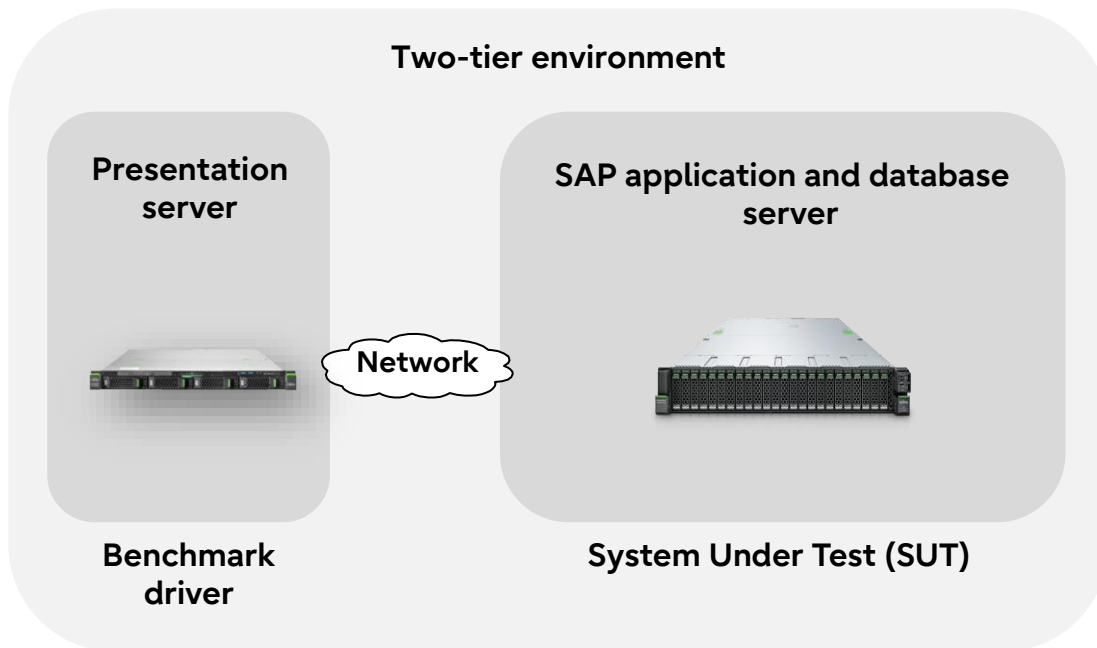 Two-tier environment
Presentation
server
SAP application and database
server
Network
Benchmark
driver
System Under Test (SUT)